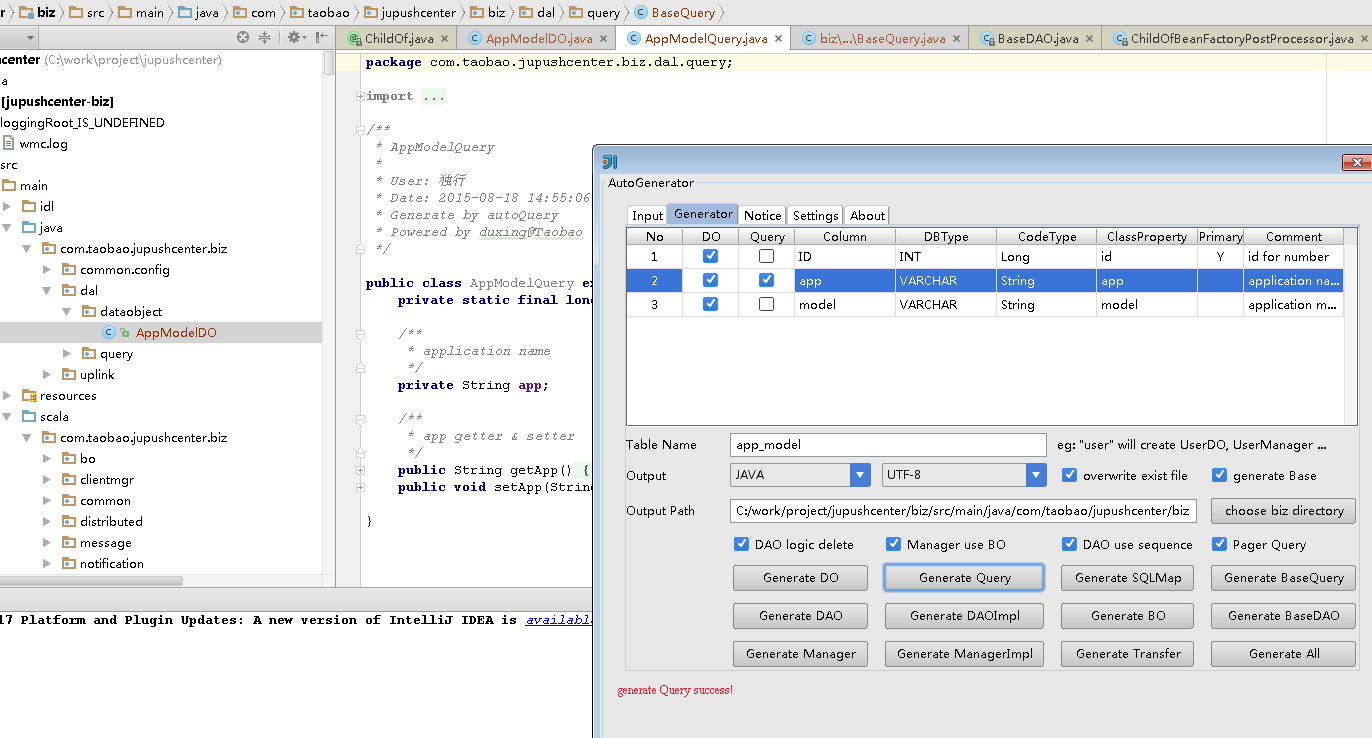 r biz src main java com taobao jupushcenter biz dal query BaseQuery
ChildOf.java AppModelDO.java AppModelQuery.java biz\...\BaseQuery.java BaseDAO.java ChildOfBeanFactoryPostProcessor.java
center (C:\work\project\jupushcenter)
a
[jupushcenter-biz]
loggingRoot_IS_UNDEFINED
wmc.log
src
main
idl
java
com.taobao.jupushcenter.biz
common.config
dal
dataobject
AppModelDO
query
uplink
resources
scala
com.taobao.jupushcenter.biz
bo
clientmgr
common
distributed
message
notification
package com.taobao.jupushcenter.biz.dal.query;
import ...
/**
* AppModelQuery
*
* User: 独行
* Date: 2015-08-18 14:55:06
* Generate by autoQuery
* Powered by duxing@Taobao
*/
public class AppModelQuery ex
private static final long
/**
* application name
*/
private String app;
/**
* app getter & setter
*/
public String getApp() {
public void setApp(String
}
17 Platform and Plugin Updates: A new version of IntelliJ IDEA is availabl
AutoGenerator
Input Generator Notice Settings About
No DO Query Column DBType CodeType ClassProperty Primary Comment
1 ID INT Long id Y id for number
2 app VARCHAR String app application na...
3 model VARCHAR String model application m...
Table Name app_model eg: "user" will create UserDO, UserManager ...
Output JAVA UTF-8 overwrite exist file generate Base
Output Path C:/work/project/jupushcenter/biz/src/main/java/com/taobao/jupushcenter/biz choose biz directory
DAO logic delete Manager use BO DAO use sequence Pager Query
Generate DO Generate Query Generate SQLMap Generate BaseQuery
Generate DAO Generate DAOImpl Generate BO Generate BaseDAO
Generate Manager Generate ManagerImpl Generate Transfer Generate All
generate Query success!